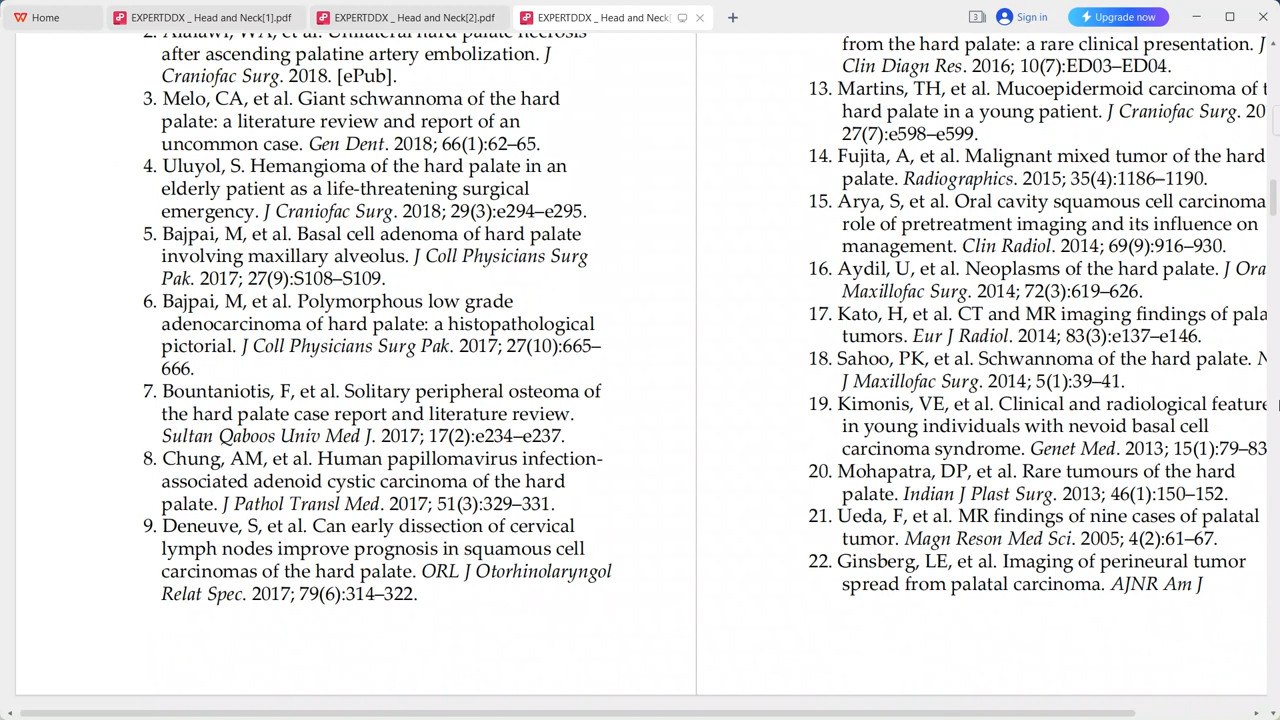 Home
EXPERTDDX _ Head and Neck[1].pdf
EXPERTDDX _ Head and Neck[2].pdf
EXPERTDDX _ Head and Neck[
3
Sign in
Upgrade now
after ascending palatine artery embolization. J
Craniofac Surg. 2018. [ePub].
3. Melo, CA, et al. Giant schwannoma of the hard
palate: a literature review and report of an
uncommon case. Gen Dent. 2018; 66(1):62–65.
4. Uluyol, S. Hemangioma of the hard palate in an
elderly patient as a life-threatening surgical
emergency. J Craniofac Surg. 2018; 29(3):e294–e295.
5. Bajpai, M, et al. Basal cell adenoma of hard palate
involving maxillary alveolus. J Coll Physicians Surg
Pak. 2017; 27(9):S108–S109.
6. Bajpai, M, et al. Polymorphous low grade
adenocarcinoma of hard palate: a histopathological
pictorial. J Coll Physicians Surg Pak. 2017; 27(10):665–
666.
7. Bountaniotis, F, et al. Solitary peripheral osteoma of
the hard palate case report and literature review.
Sultan Qaboos Univ Med J. 2017; 17(2):e234–e237.
8. Chung, AM, et al. Human papillomavirus infection-
associated adenoid cystic carcinoma of the hard
palate. J Pathol Transl Med. 2017; 51(3):329–331.
9. Deneuve, S, et al. Can early dissection of cervical
lymph nodes improve prognosis in squamous cell
carcinomas of the hard palate. ORL J Otorhinolaryngol
Relat Spec. 2017; 79(6):314–322.
from the hard palate: a rare clinical presentation. J
Clin Diagn Res. 2016; 10(7):ED03–ED04.
13. Martins, TH, et al. Mucoepidermoid carcinoma of t
hard palate in a young patient. J Craniofac Surg. 20
27(7):e598–e599.
14. Fujita, A, et al. Malignant mixed tumor of the hard
palate. Radiographics. 2015; 35(4):1186–1190.
15. Arya, S, et al. Oral cavity squamous cell carcinoma
role of pretreatment imaging and its influence on
management. Clin Radiol. 2014; 69(9):916–930.
16. Aydil, U, et al. Neoplasms of the hard palate. J Ora
Maxillofac Surg. 2014; 72(3):619–626.
17. Kato, H, et al. CT and MR imaging findings of pala
tumors. Eur J Radiol. 2014; 83(3):e137–e146.
18. Sahoo, PK, et al. Schwannoma of the hard palate. N
J Maxillofac Surg. 2014; 5(1):39–41.
19. Kimonis, VE, et al. Clinical and radiological feature
in young individuals with nevoid basal cell
carcinoma syndrome. Genet Med. 2013; 15(1):79–83
20. Mohapatra, DP, et al. Rare tumours of the hard
palate. Indian J Plast Surg. 2013; 46(1):150–152.
21. Ueda, F, et al. MR findings of nine cases of palatal
tumor. Magn Reson Med Sci. 2005; 4(2):61–67.
22. Ginsberg, LE, et al. Imaging of perineural tumor
spread from palatal carcinoma. AJNR Am J